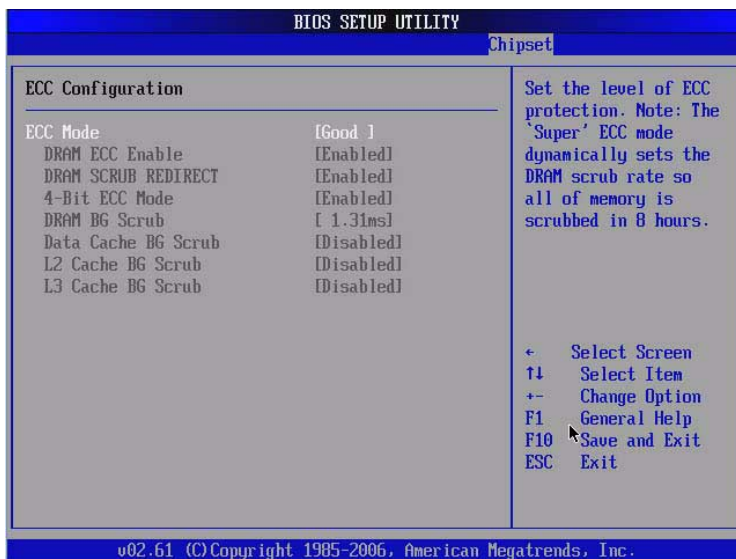 BIOS SETUP UTILITY
Chipset
ECC Configuration
ECC Mode [Good ]
DRAM ECC Enable [Enabled]
DRAM SCRUB REDIRECT [Enabled]
4-Bit ECC Mode [Enabled]
DRAM BG Scrub [ 1.31ms]
Data Cache BG Scrub [Disabled]
L2 Cache BG Scrub [Disabled]
L3 Cache BG Scrub [Disabled]
Set the level of ECC
protection. Note: The
`Super' ECC mode
dynamically sets the
DRAM scrub rate so
all of memory is
scrubbed in 8 hours.
← Select Screen
↑↓ Select Item
+- Change Option
F1 General Help
F10 Save and Exit
ESC Exit
v02.61 (C)Copyright 1985-2006, American Megatrends, Inc.